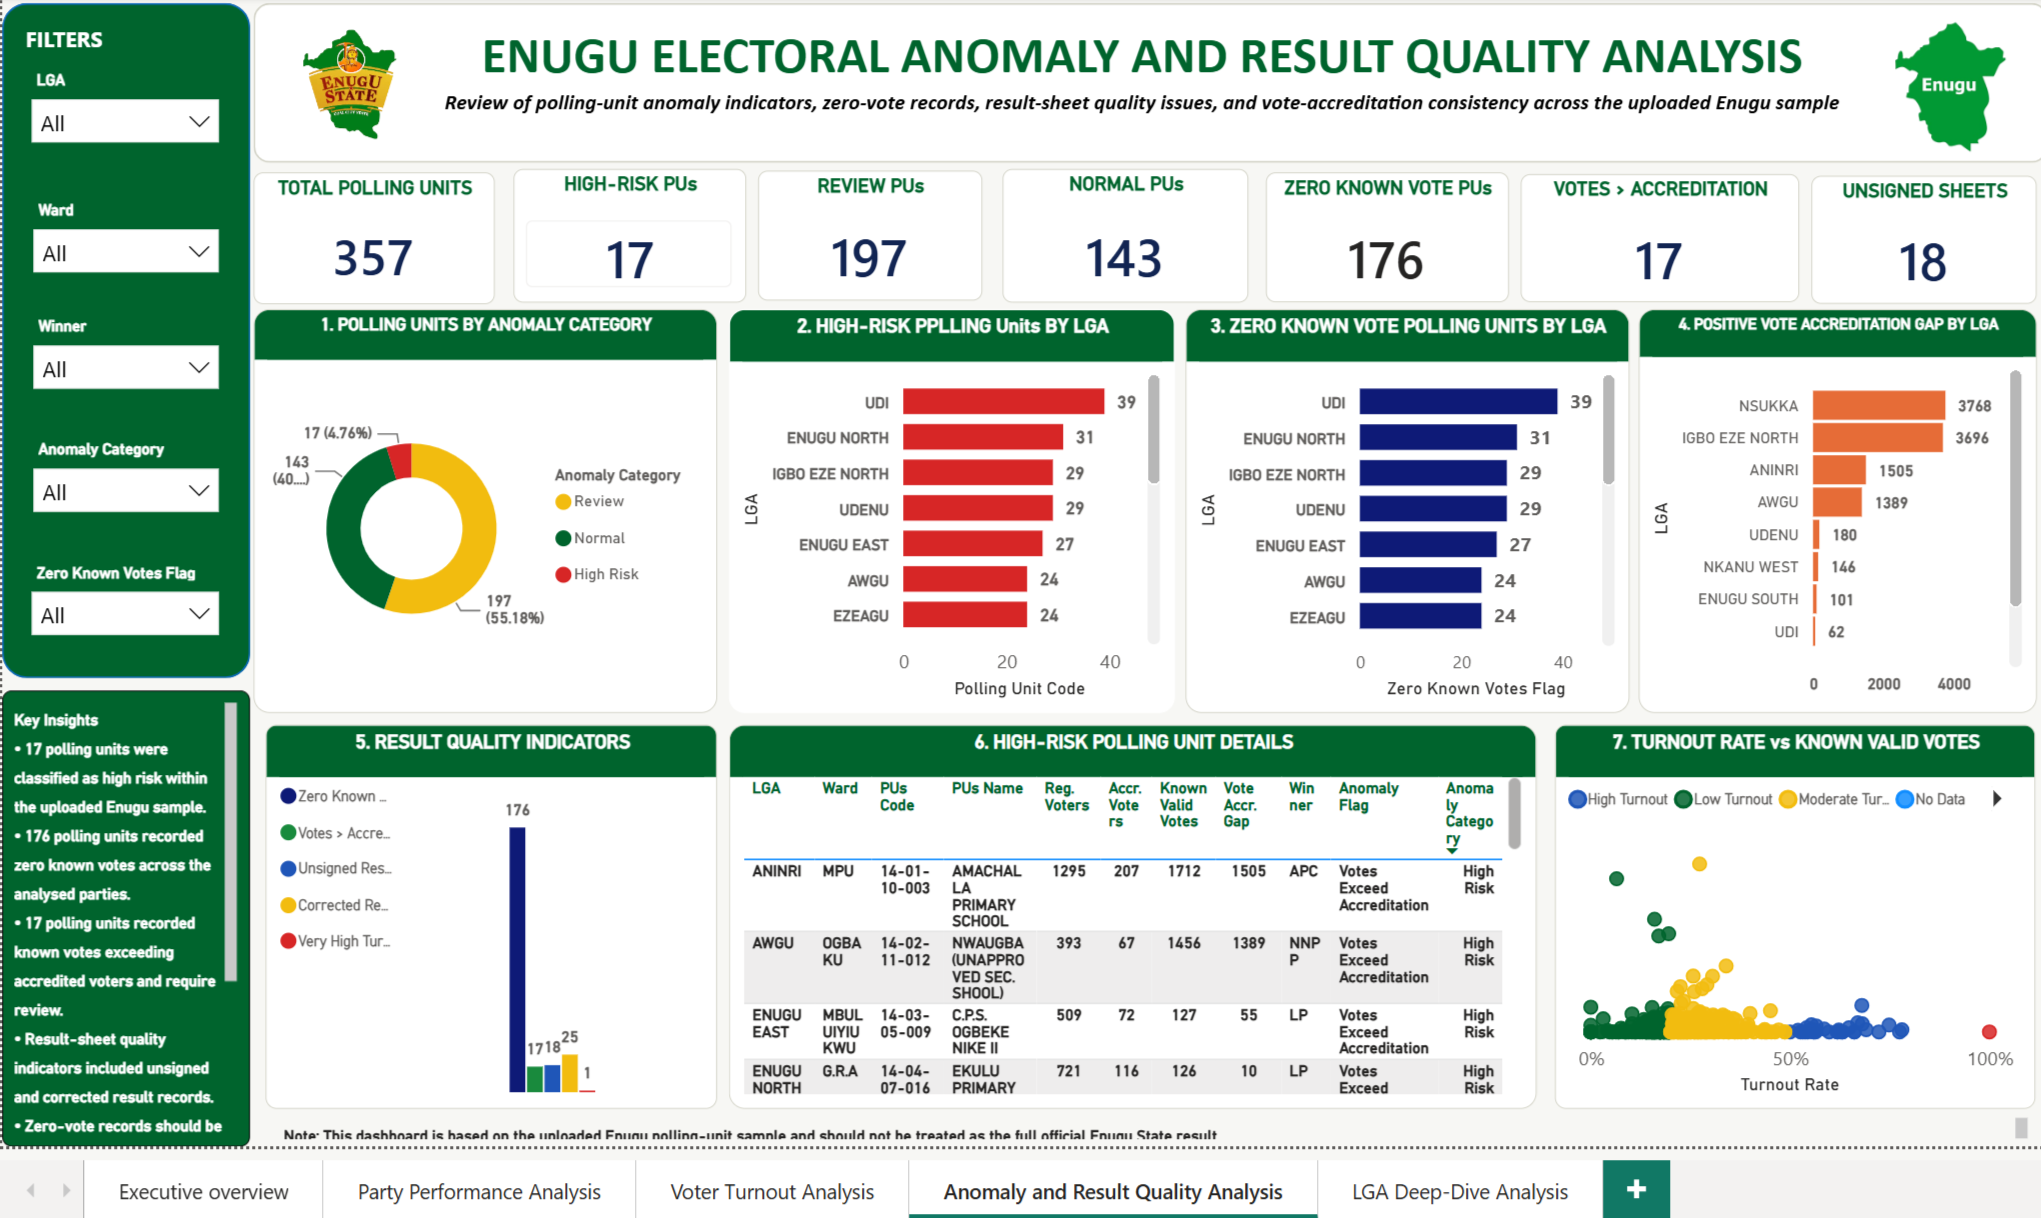 FILTERS
LGA
All
Ward
All
Winner
All
Anomaly Category
All
Zero Known Votes Flag
All
Key Insights
• 17 polling units were
classified as high risk within
the uploaded Enugu sample.
• 176 polling units recorded
zero known votes across the
analysed parties.
• 17 polling units recorded
known votes exceeding
accredited voters and require
review.
• Result-sheet quality
indicators included unsigned
and corrected result records.
• Zero-vote records should be
ENUGU
STATE
ENUGU ELECTORAL ANOMALY AND RESULT QUALITY ANALYSIS
Review of polling-unit anomaly indicators, zero-vote records, result-sheet quality issues, and vote-accreditation consistency across the uploaded Enugu sample
Enugu
TOTAL POLLING UNITS
357
HIGH-RISK PUs
17
REVIEW PUs
197
NORMAL PUs
143
ZERO KNOWN VOTE PUs
176
VOTES > ACCREDITATION
17
UNSIGNED SHEETS
18
1. POLLING UNITS BY ANOMALY CATEGORY
17 (4.76%)
143
(40....)
197
(55.18%)
Anomaly Category
Review
Normal
High Risk
2. HIGH-RISK PPLLING Units BY LGA
LGA
UDI 39
ENUGU NORTH 31
IGBO EZE NORTH 29
UDENU 29
ENUGU EAST 27
AWGU 24
EZEAGU 24
0 20 40
Polling Unit Code
3. ZERO KNOWN VOTE POLLING UNITS BY LGA
LGA
UDI 39
ENUGU NORTH 31
IGBO EZE NORTH 29
UDENU 29
ENUGU EAST 27
AWGU 24
EZEAGU 24
0 20 40
Zero Known Votes Flag
4. POSITIVE VOTE ACCREDITATION GAP BY LGA
LGA
NSUKKA 3768
IGBO EZE NORTH 3696
ANINRI 1505
AWGU 1389
UDENU 180
NKANU WEST 146
ENUGU SOUTH 101
UDI 62
0 2000 4000
5. RESULT QUALITY INDICATORS
Zero Known ...
Votes > Accre...
Unsigned Res...
Corrected Re...
Very High Tur...
176
17 18 25 1
6. HIGH-RISK POLLING UNIT DETAILS
LGA Ward PUs PUs Name Reg. Accr. Known Vote Win Anomaly Anoma
Code Voters Vote Valid Accr. ner Flag ly
rs Votes Gap Catego
ry
ANINRI MPU 14-01- AMACHAL 1295 207 1712 1505 APC Votes High
10-003 LA Exceed Risk
PRIMARY Accreditation
SCHOOL
AWGU OGBA 14-02- NWAUGBA 393 67 1456 1389 NNP Votes High
KU 11-012 (UNAPPRO P Exceed Risk
VED SEC. Accreditation
SHOOL)
ENUGU MBUL 14-03- C.P.S. 509 72 127 55 LP Votes High
EAST UIYIU 05-009 OGBEKE Exceed Risk
KWU NIKE II Accreditation
ENUGU G.R.A 14-04- EKULU 721 116 126 10 LP Votes High
NORTH 07-016 PRIMARY Exceed Risk
7. TURNOUT RATE vs KNOWN VALID VOTES
High Turnout Low Turnout Moderate Tur... No Data
0% 50% 100%
Turnout Rate
Note: This dashboard is based on the uploaded Enugu polling-unit sample and should not be treated as the full official Enugu State result
Executive overview
Party Performance Analysis
Voter Turnout Analysis
Anomaly and Result Quality Analysis
LGA Deep-Dive Analysis
+